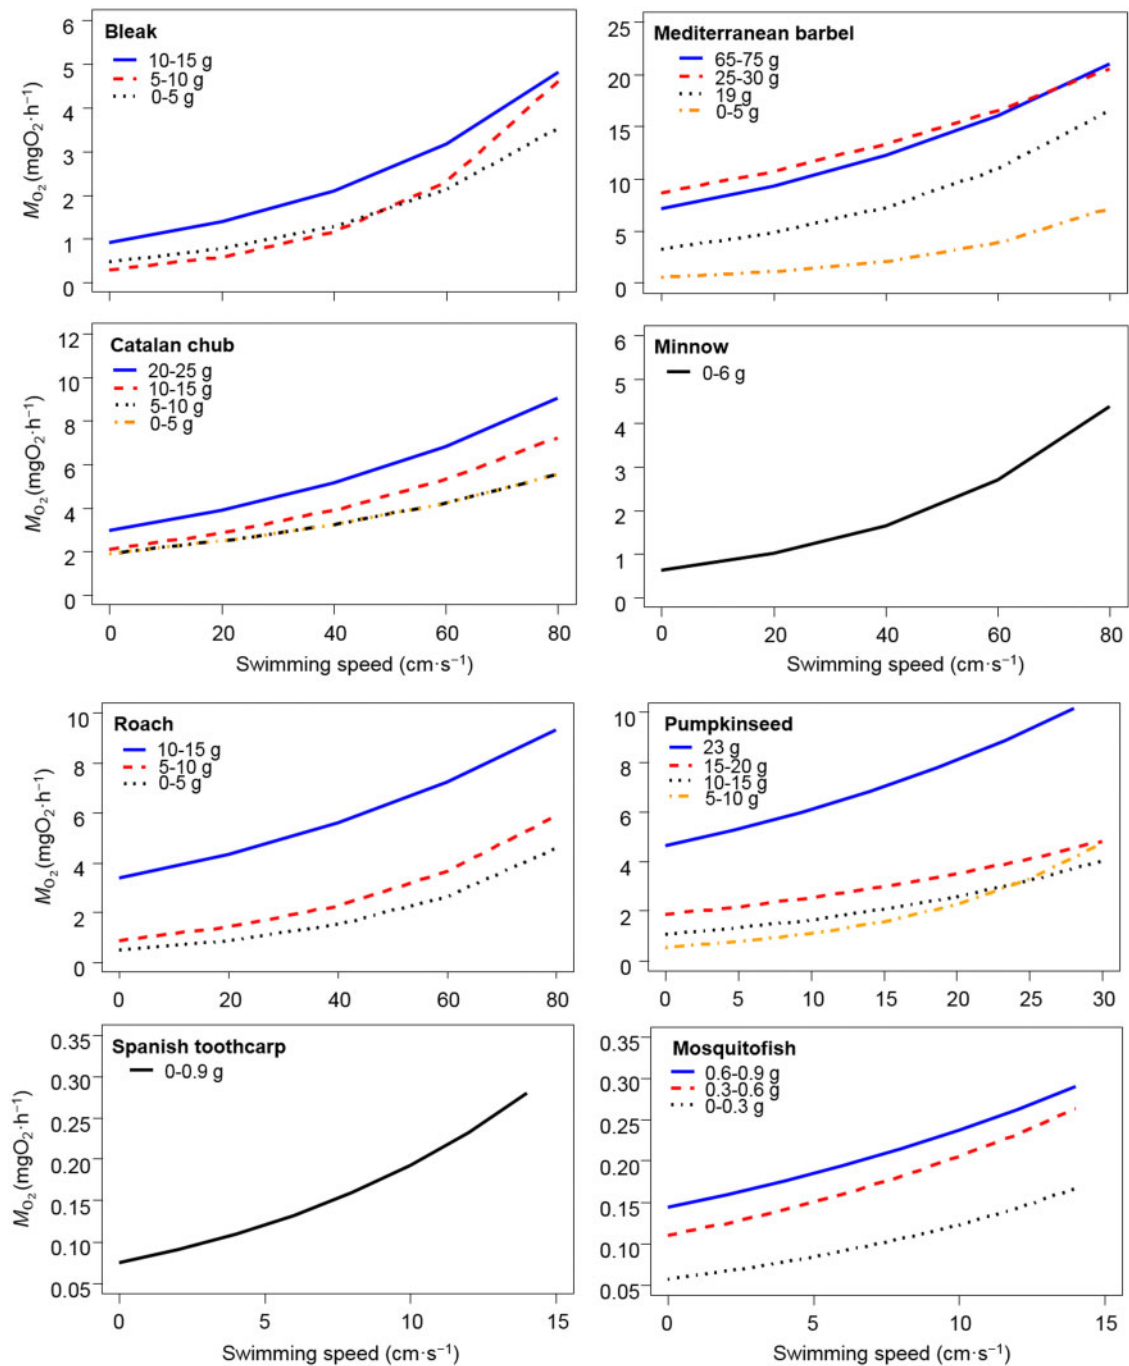 Bleak
10-15 g
5-10 g
0-5 g
6
5
4
3
2
1
0
MO2(mgO2·h−1)
Mediterranean barbel
65-75 g
25-30 g
19 g
0-5 g
25
20
15
10
5
0
Catalan chub
20-25 g
10-15 g
5-10 g
0-5 g
12
10
8
6
4
2
0
MO2(mgO2·h−1)
0 20 40 60 80
Swimming speed (cm·s−1)
Minnow
0-6 g
6
5
4
3
2
1
0
0 20 40 60 80
Swimming speed (cm·s−1)
Roach
10-15 g
5-10 g
0-5 g
10
8
6
4
2
0
MO2(mgO2·h−1)
0 20 40 60 80
Pumpkinseed
23 g
15-20 g
10-15 g
5-10 g
10
8
6
4
2
0
0 5 10 15 20 25 30
Spanish toothcarp
0-0.9 g
0.35
0.30
0.25
0.20
0.15
0.10
0.05
MO2(mgO2·h−1)
0 5 10 15
Swimming speed (cm·s−1)
Mosquitofish
0.6-0.9 g
0.3-0.6 g
0-0.3 g
0.35
0.30
0.25
0.20
0.15
0.10
0.05
0 5 10 15
Swimming speed (cm·s−1)